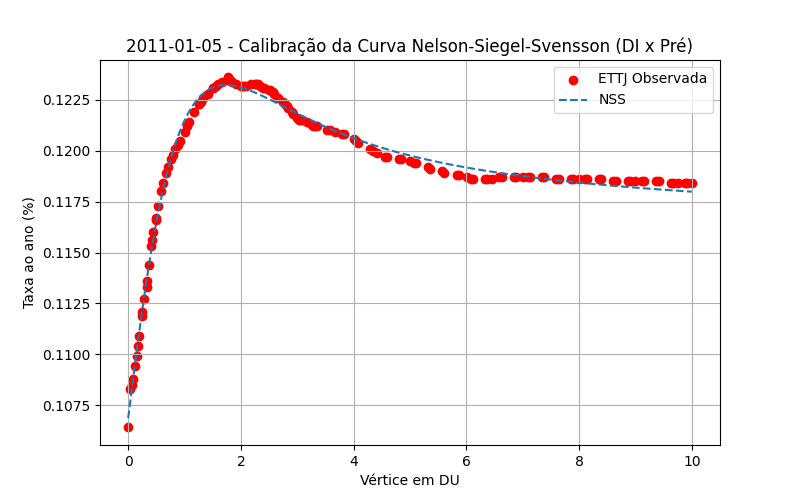 2011-01-05 - Calibração da Curva Nelson-Siegel-Svensson (DI x Pré)
ETTJ Observada
NSS
Taxa ao ano (%)
0.1225
0.1200
0.1175
0.1150
0.1125
0.1100
0.1075
0 2 4 6 8 10
Vértice em DU